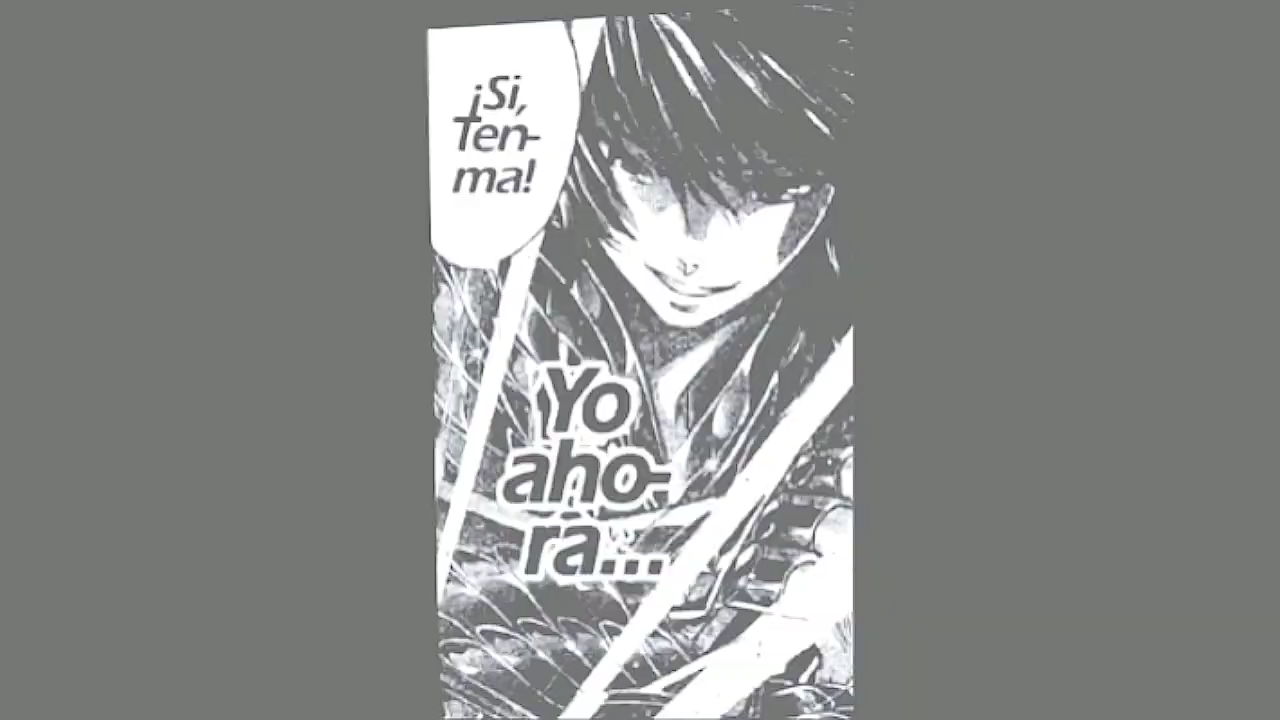 ¡Si,
Ten-
ma!
Yo
aho-
ra...